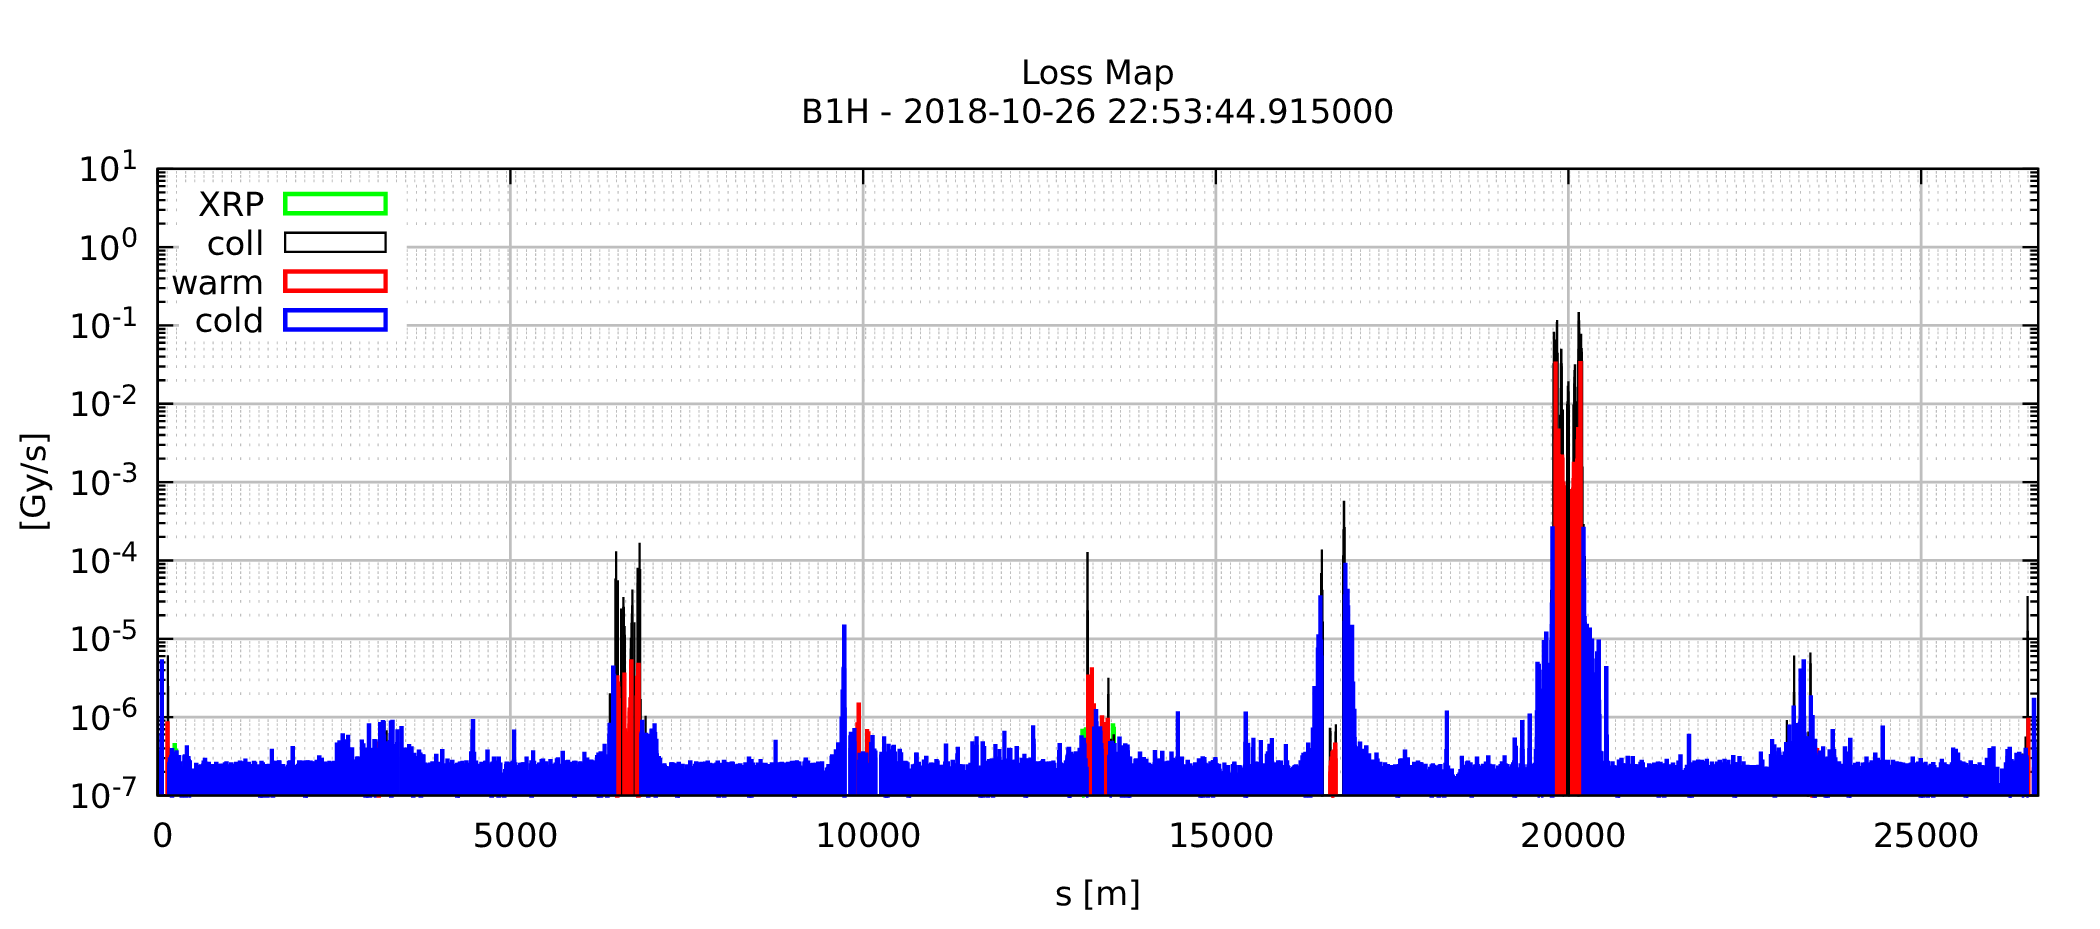 Loss Map
B1H - 2018-10-26 22:53:44.915000
10^1
10^0
10^-1
10^-2
10^-3
10^-4
10^-5
10^-6
10^-7
XRP
coll
warm
cold
[Gy/s]
0 5000 10000 15000 20000 25000
s [m]